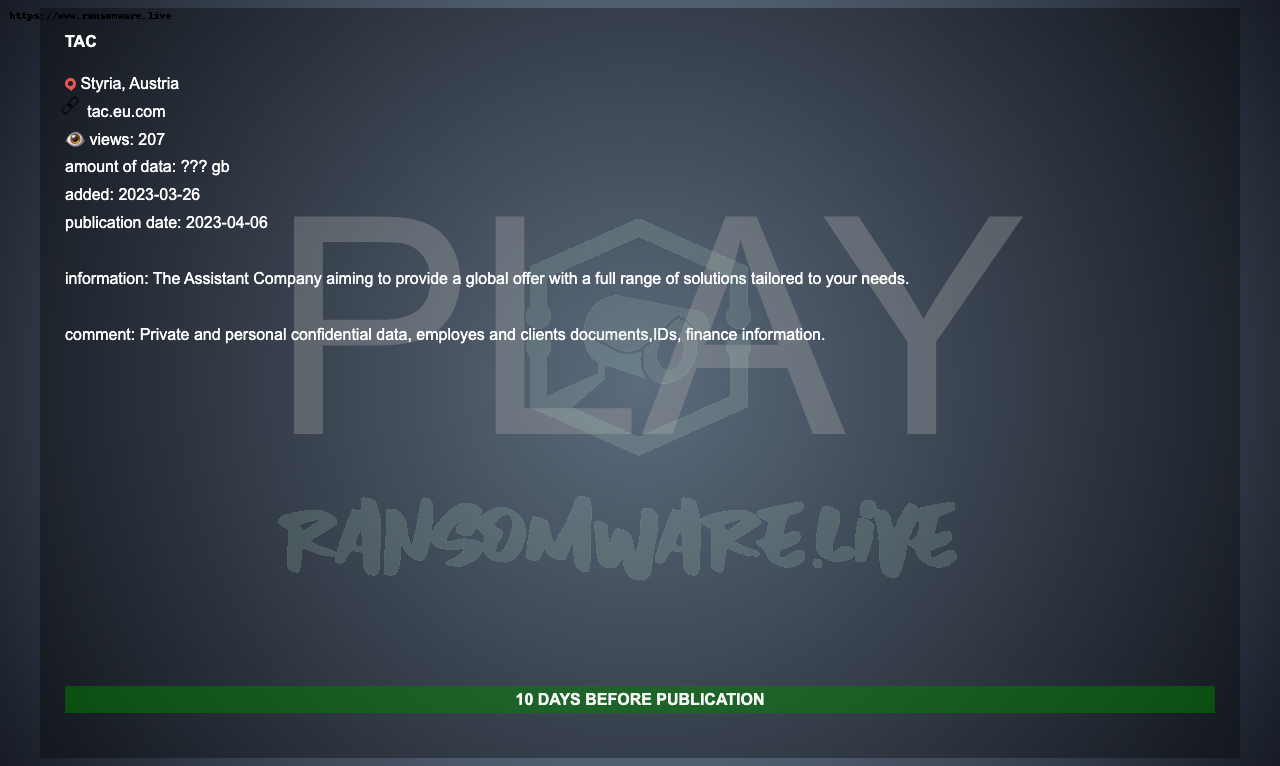 https://www.ransomware.live
TAC
Styria, Austria
tac.eu.com
views: 207
amount of data: ??? gb
added: 2023-03-26
publication date: 2023-04-06
information: The Assistant Company aiming to provide a global offer with a full range of solutions tailored to your needs.
comment: Private and personal confidential data, employes and clients documents,IDs, finance information.
PLAY
RANSOMWARE.LIVE
10 DAYS BEFORE PUBLICATION